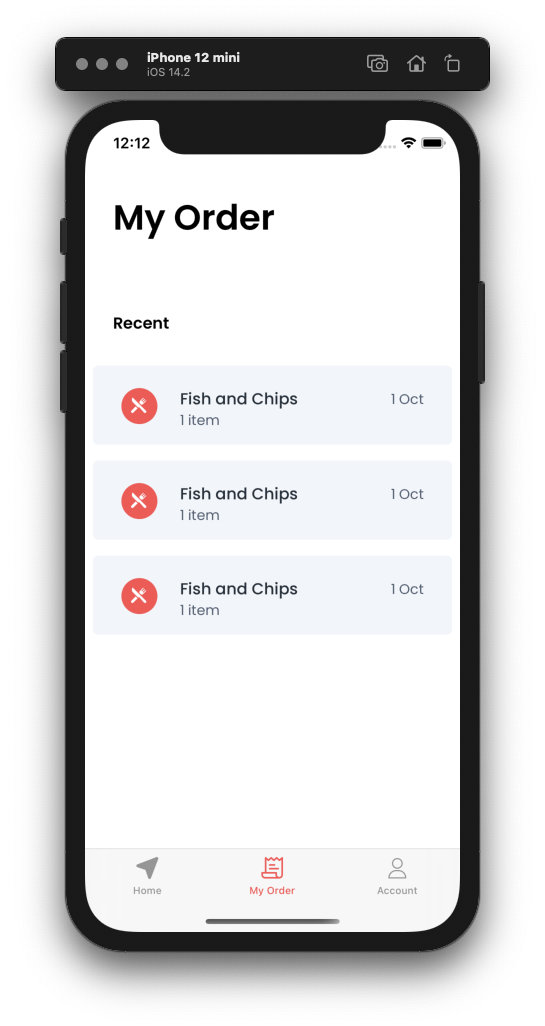 iPhone 12 mini
iOS 14.2
12:12
My Order
Recent
Fish and Chips 1 Oct
1 item
Fish and Chips 1 Oct
1 item
Fish and Chips 1 Oct
1 item
Home My Order Account